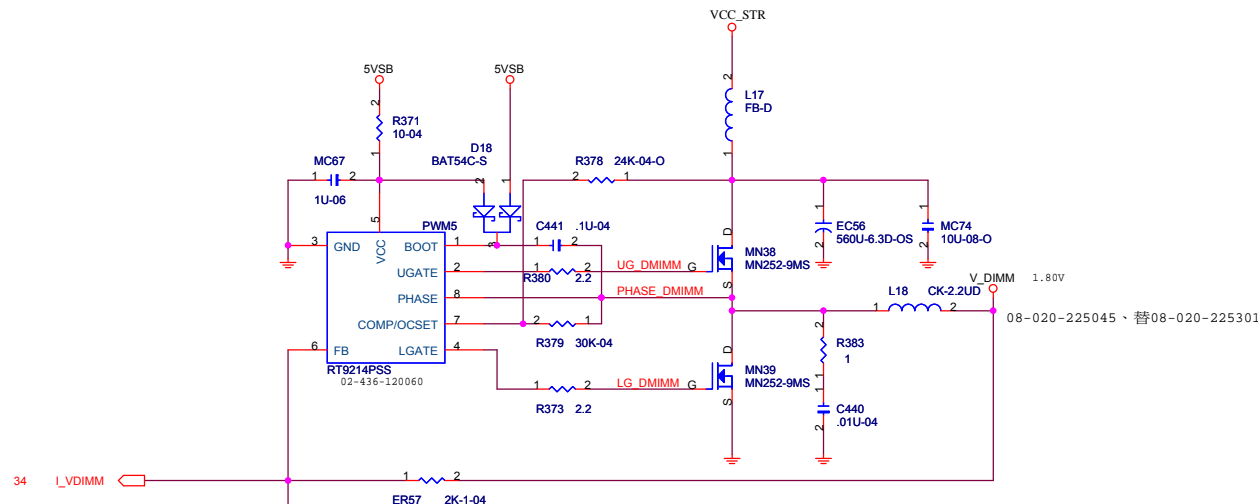 VCC_STR
5VSB
5VSB
2
L17
FB-D
1
2
R371
10-04
1
D18
BAT54C-S
MC67
1 2
1U-06
R378 24K-04-O
2 1
2 1
3
5
PWM5
C441 .1U-04
1 2
1
EC56
560U-6.3D-OS
2
1
MC74
10U-08-O
2
3 GND
VCC
BOOT 1
UGATE 2
PHASE 8
COMP/OCSET 7
6 FB
LGATE 4
RT9214PSS
02-436-120060
1 2
R380 2.2
UG_DMIMM G
D
S
MN38
MN252-9MS
PHASE_DMIMM
V_DIMM 1.80V
L18 CK-2.2UD
1 2
08-020-225045、替08-020-225301
2 1
R379 30K-04
2
R383
1
1
D
S
MN39
MN252-9MS
1 2
R373 2.2
LG_DMIMM G
1
C440
.01U-04
2
34 I_VDIMM
1 2
ER57 2K-1-04